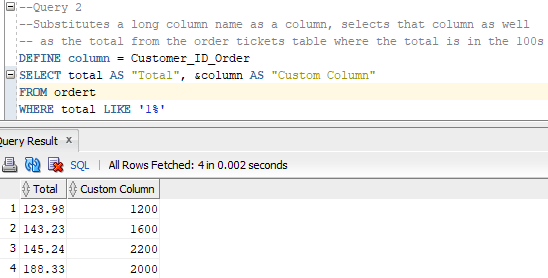 --Query 2
--Substitutes a long column name as a column, selects that column as well
-- as the total from the order tickets table where the total is in the 100s
DEFINE column = Customer_ID_Order
SELECT total AS "Total", &column AS "Custom Column"
FROM ordert
WHERE total LIKE '1%'
Query Result x
SQL | All Rows Fetched: 4 in 0.002 seconds
Total Custom Column
1 123.98 1200
2 143.23 1600
3 145.24 2200
4 188.33 2000